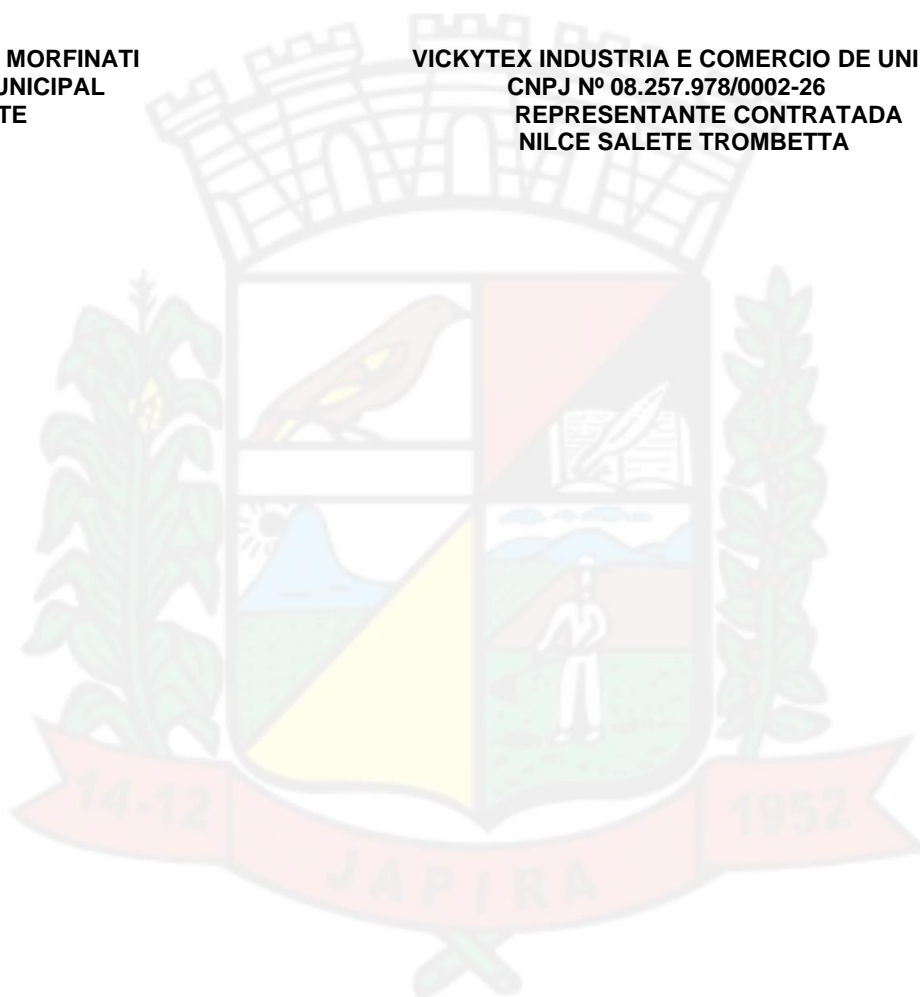 MORFINATI
UNICIPAL
TE
VICKYTEX INDUSTRIA E COMERCIO DE UNI
CNPJ Nº 08.257.978/0002-26
REPRESENTANTE CONTRATADA
NILCE SALETE TROMBETTA
14-12
JAPIRA
1952